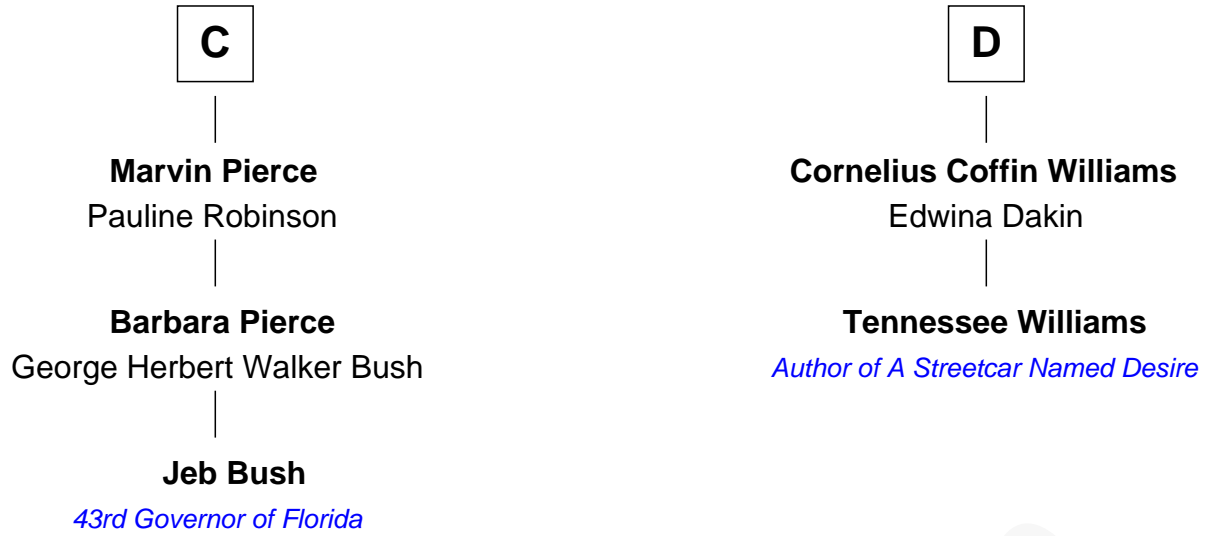 C
Marvin Pierce
Pauline Robinson
Barbara Pierce
George Herbert Walker Bush
Jeb Bush
43rd Governor of Florida
D
Cornelius Coffin Williams
Edwina Dakin
Tennessee Williams
Author of A Streetcar Named Desire